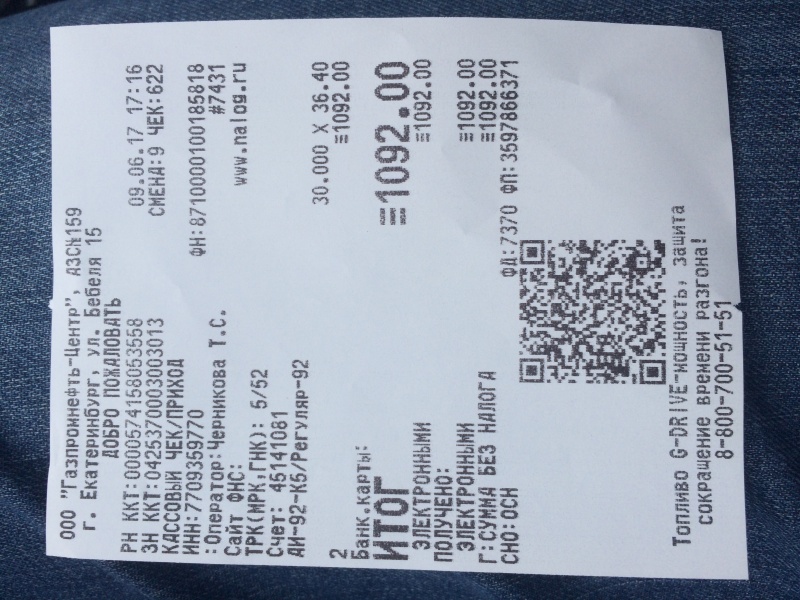 ООО "Газпромнефть-Центр", АЗС№159
г. Екатеринбург, ул. Бебеля 15
ДОБРО ПОЖАЛОВАТЬ
РН ККТ:0000574158053558 09.06.17 17:16
ЗН ККТ:0425370003003013 СМЕНА:9 ЧЕК:622
КАССОВЫЙ ЧЕК/ПРИХОД
ИНН:7709359770 ФН:8710000100185818
:Оператор:Черникова Т.С. #7431
Сайт ФНС: www.nalog.ru
ТРК(МРК,ГНК): 5/52
Счет: 45141081
АИ-92-К5/Регуляр-92
30.000 X 36.40
2 ≡1092.00
Банк.карты:
ИТОГ ≡1092.00
ЭЛЕКТРОННЫМИ ≡1092.00
ПОЛУЧЕНО:
ЭЛЕКТРОННЫМИ ≡1092.00
Г:СУММА БЕЗ НАЛОГА ≡1092.00
СНО:ОСН ФД:7370 ФП:3597866371
Топливо G-DRIVE-мощность, защита
сокращение времени разгона!
8-800-700-51-51